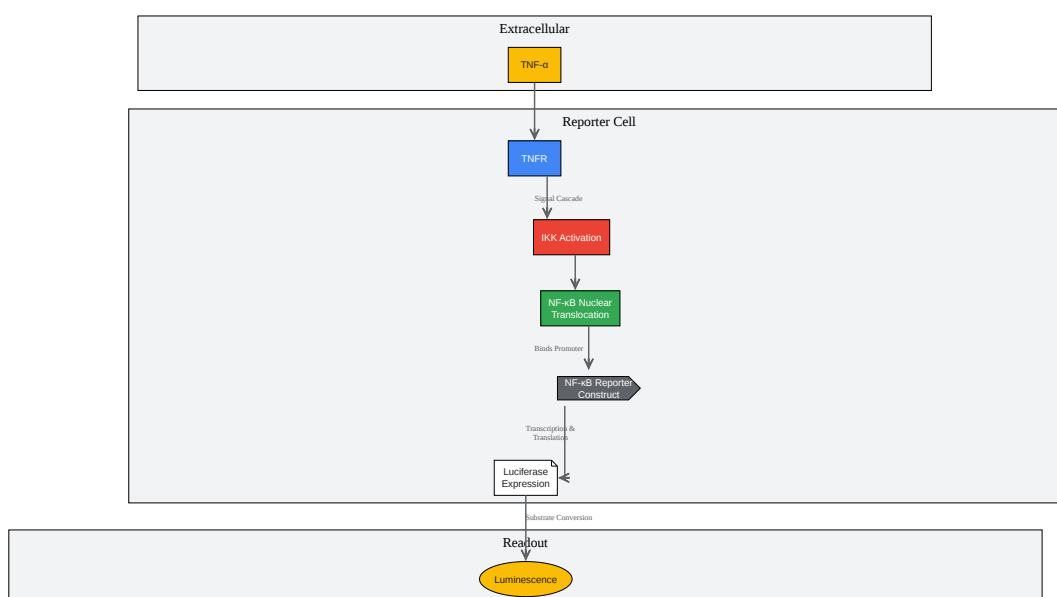 Extracellular
TNF-α
Reporter Cell
TNFR
Signal Cascade
IKK Activation
NF-κB Nuclear
Translocation
Binds Promoter
NF-κB Reporter
Construct
Transcription &
Translation
Luciferase
Expression
Substrate Conversion
Readout
Luminescence